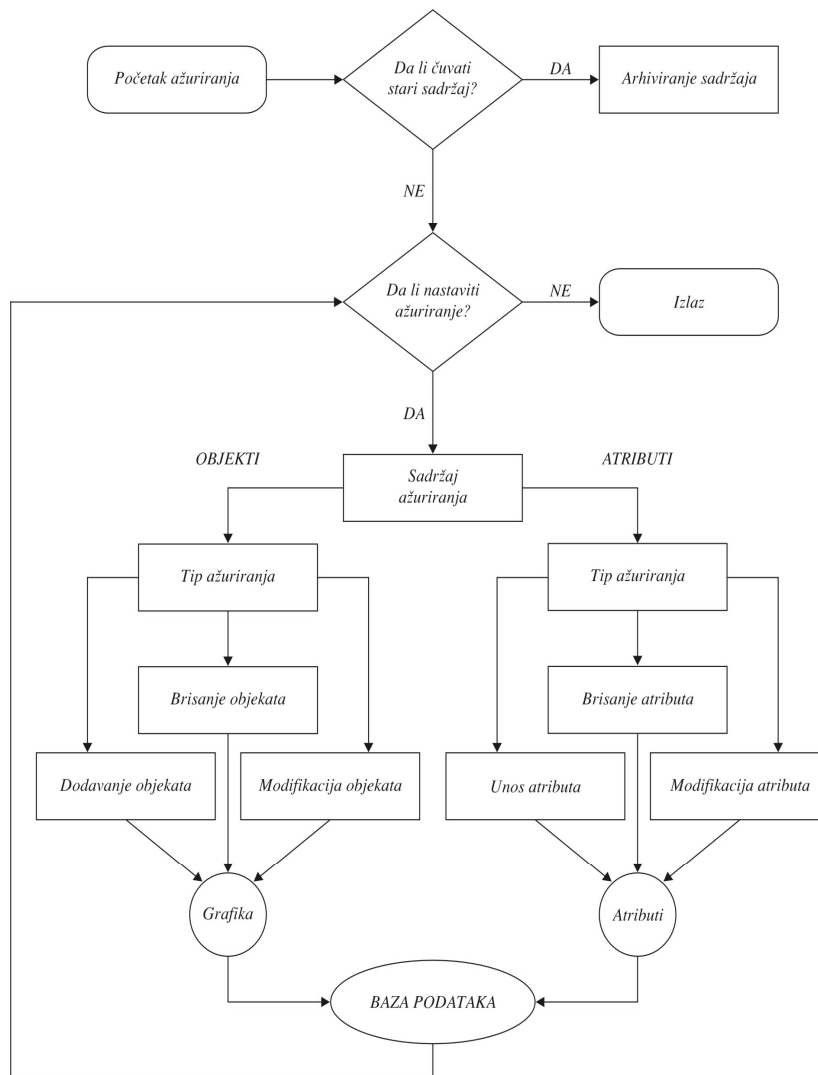 Početak ažuriranja
Da li čuvati
stari sadržaj?
DA
Arhiviranje sadržaja
NE
Da li nastaviti
ažuriranje?
NE
Izlaz
DA
OBJEKTI
Sadržaj
ažuriranja
ATRIBUTI
Tip ažuriranja
Tip ažuriranja
Brisanje objekata
Brisanje atributa
Dodavanje objekata
Modifikacija objekata
Unos atributa
Modifikacija atributa
Grafika
Atributi
BAZA PODATAKA